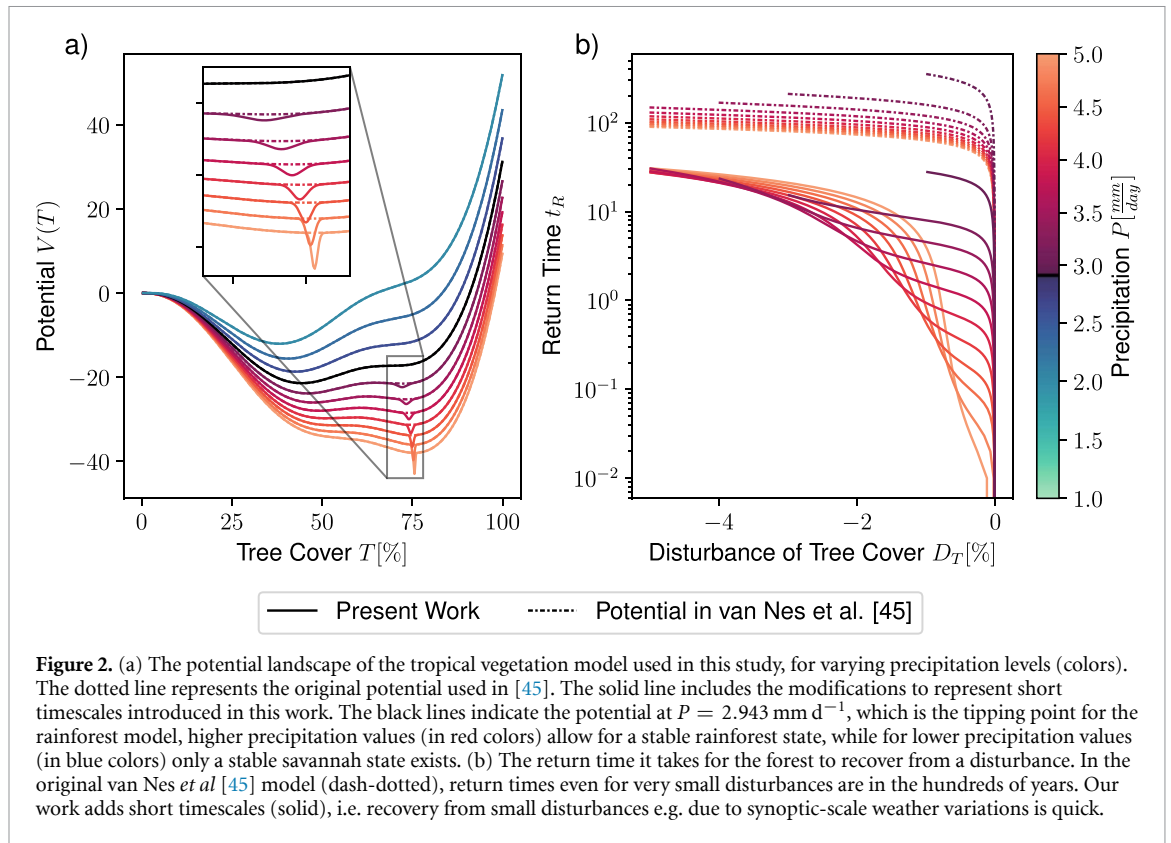 a)
b)
40
20
0
−20
−40
Potential V(T)
0
25
50
75
100
Tree Cover T[%]
10²
10¹
10⁰
10⁻¹
10⁻²
Return Time t_R
−4
−2
0
Disturbance of Tree Cover D_T[%]
5.0
4.5
4.0
3.5
3.0
2.5
2.0
1.5
1.0
Precipitation P[mm/day]
Present Work
Potential in van Nes et al. [45]
Figure 2. (a) The potential landscape of the tropical vegetation model used in this study, for varying precipitation levels (colors).
The dotted line represents the original potential used in [45]. The solid line includes the modifications to represent short
timescales introduced in this work. The black lines indicate the potential at P = 2.943 mm d⁻¹, which is the tipping point for the
rainforest model, higher precipitation values (in red colors) allow for a stable rainforest state, while for lower precipitation values
(in blue colors) only a stable savannah state exists. (b) The return time it takes for the forest to recover from a disturbance. In the
original van Nes et al [45] model (dash-dotted), return times even for very small disturbances are in the hundreds of years. Our
work adds short timescales (solid), i.e. recovery from small disturbances e.g. due to synoptic-scale weather variations is quick.